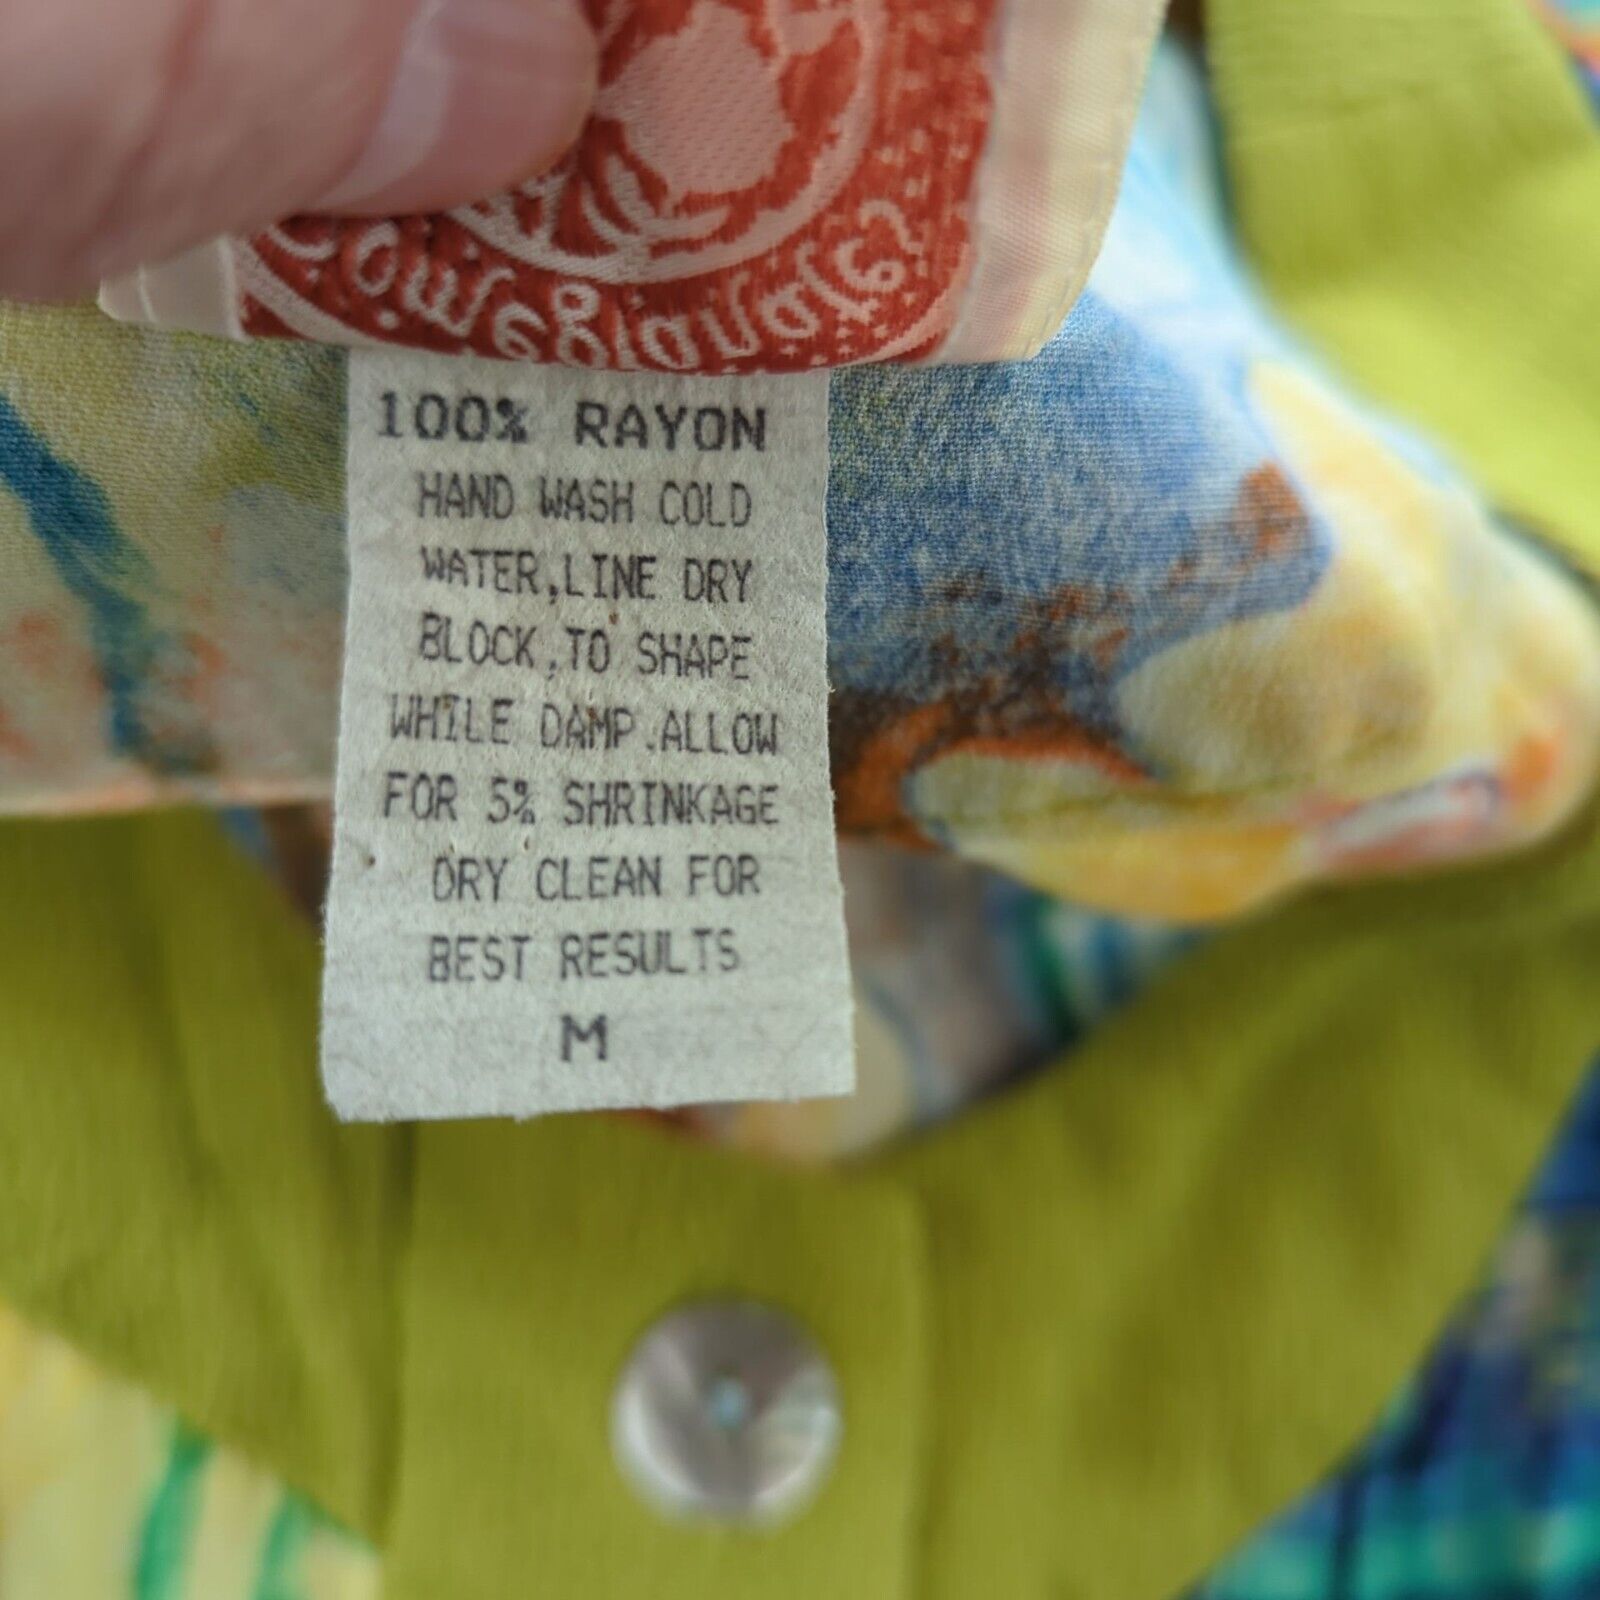 100% RAYON
HAND WASH COLD
WATER,LINE DRY
BLOCK,TO SHAPE
WHILE DAMP.ALLOW
FOR 5% SHRINKAGE
DRY CLEAN FOR
BEST RESULTS
M